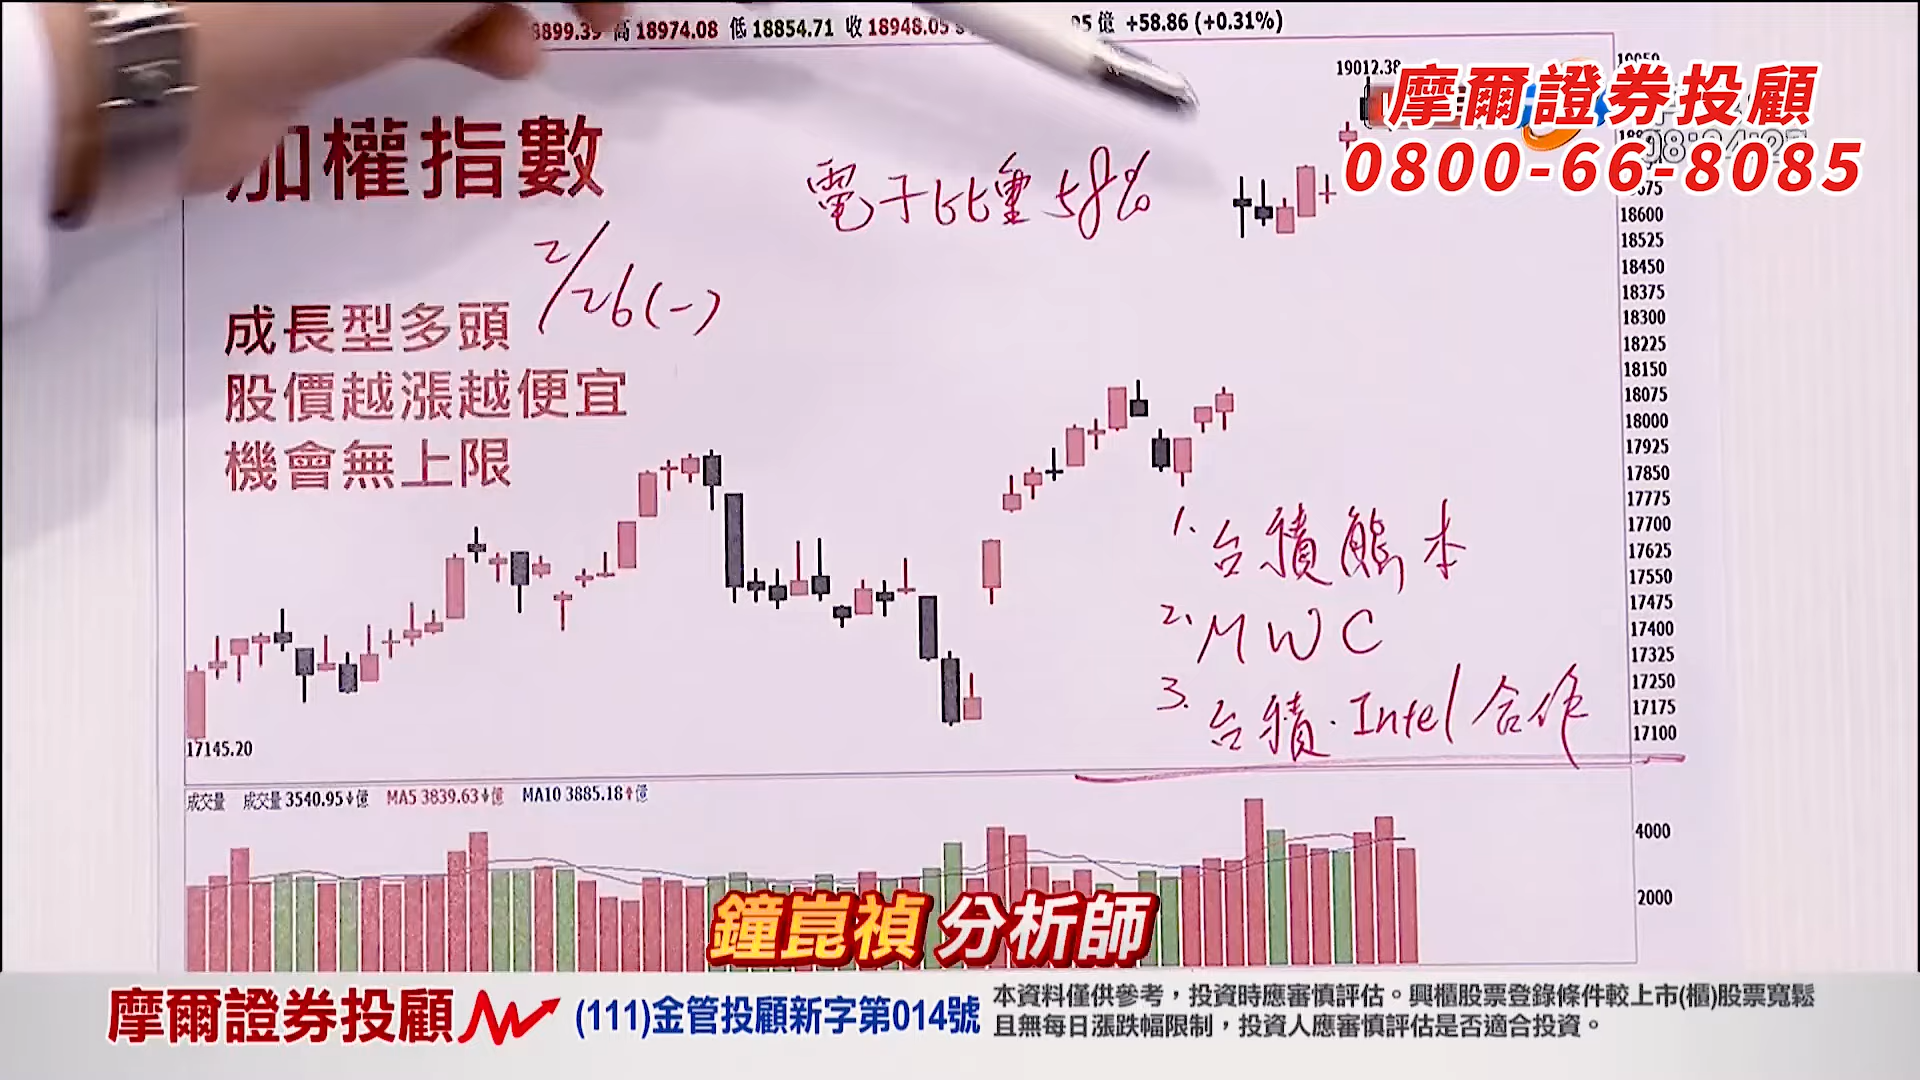 3899.39 高 18974.08 低 18854.71 收 18948.05 億 +58.86 (+0.31%)
19012.38
摩爾證券投顧
0800-66-8085
加權指數
電子比重58%
2/26(一)
成長型多頭
股價越漲越便宜
機會無上限
18600
18525
18450
18375
18300
18225
18150
18075
18000
17925
17850
17775
17700
17625
17550
17475
17400
17325
17250
17175
17100
1. 台積熊本
2. MWC
3. 台積·Intel合作
17145.20
成交量 成交量 3540.95↓億 MA5 3839.63↓億 MA10 3885.18↑億
4000
2000
鐘崑禎 分析師
摩爾證券投顧 (111)金管投顧新字第014號
本資料僅供參考，投資時應審慎評估。興櫃股票登錄條件較上市(櫃)股票寬鬆
且無每日漲跌幅限制，投資人應審慎評估是否適合投資。